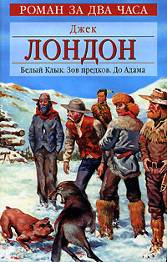 РОМАН ЗА ДВА ЧАСА
Джек
ЛОНДОН
Белый Клык. Зов предков. До Адама